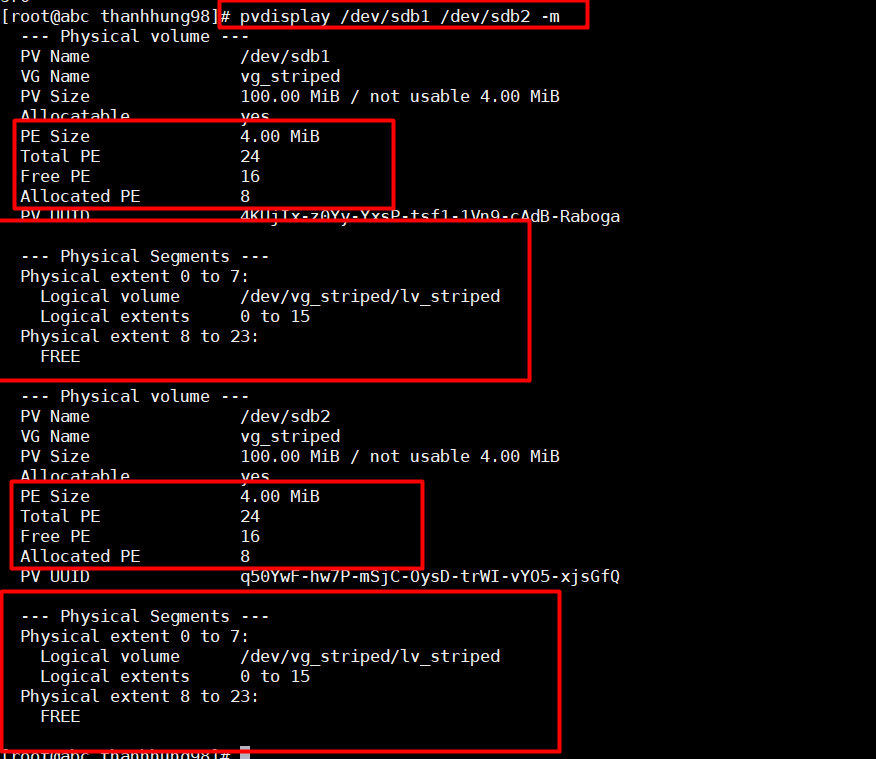 [root@abc thanhhung98]# pvdisplay /dev/sdb1 /dev/sdb2 -m
--- Physical volume ---
PV Name /dev/sdb1
VG Name vg_striped
PV Size 100.00 MiB / not usable 4.00 MiB
Allocatable yes
PE Size 4.00 MiB
Total PE 24
Free PE 16
Allocated PE 8
PV UUID 4KUjTx-z0Yy-YxsP-tsf1-1Vn9-cAdB-Raboga
--- Physical Segments ---
Physical extent 0 to 7:
Logical volume /dev/vg_striped/lv_striped
Logical extents 0 to 15
Physical extent 8 to 23:
FREE
--- Physical volume ---
PV Name /dev/sdb2
VG Name vg_striped
PV Size 100.00 MiB / not usable 4.00 MiB
Allocatable yes
PE Size 4.00 MiB
Total PE 24
Free PE 16
Allocated PE 8
PV UUID q50YwF-hw7P-mSjC-OysD-trWI-vYO5-xjsGfQ
--- Physical Segments ---
Physical extent 0 to 7:
Logical volume /dev/vg_striped/lv_striped
Logical extents 0 to 15
Physical extent 8 to 23:
FREE
[root@abc thanhhung98]#